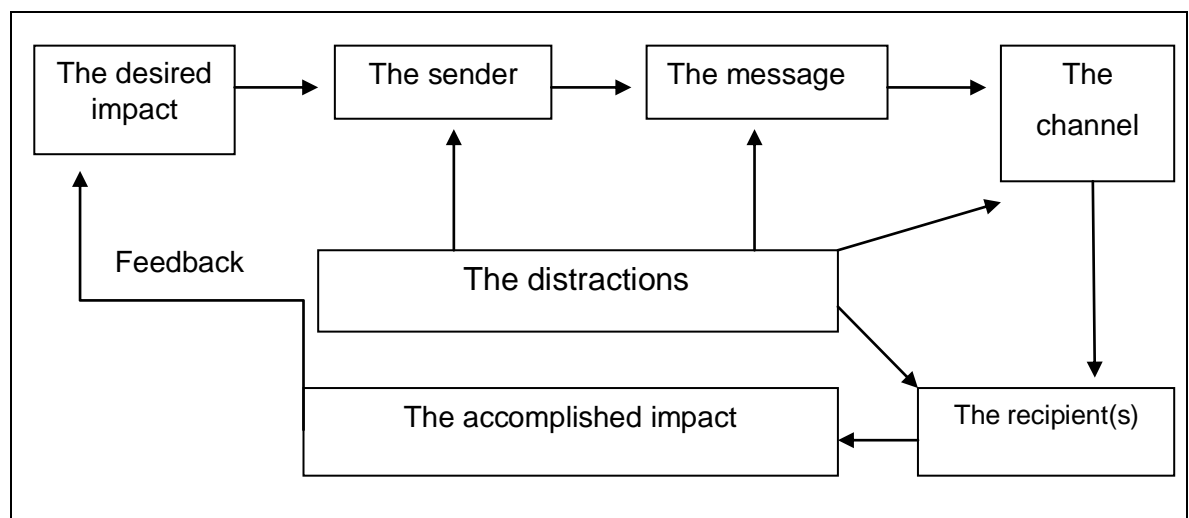 The desired
impact
The sender
The message
The
channel
Feedback
The distractions
The accomplished impact
The recipient(s)